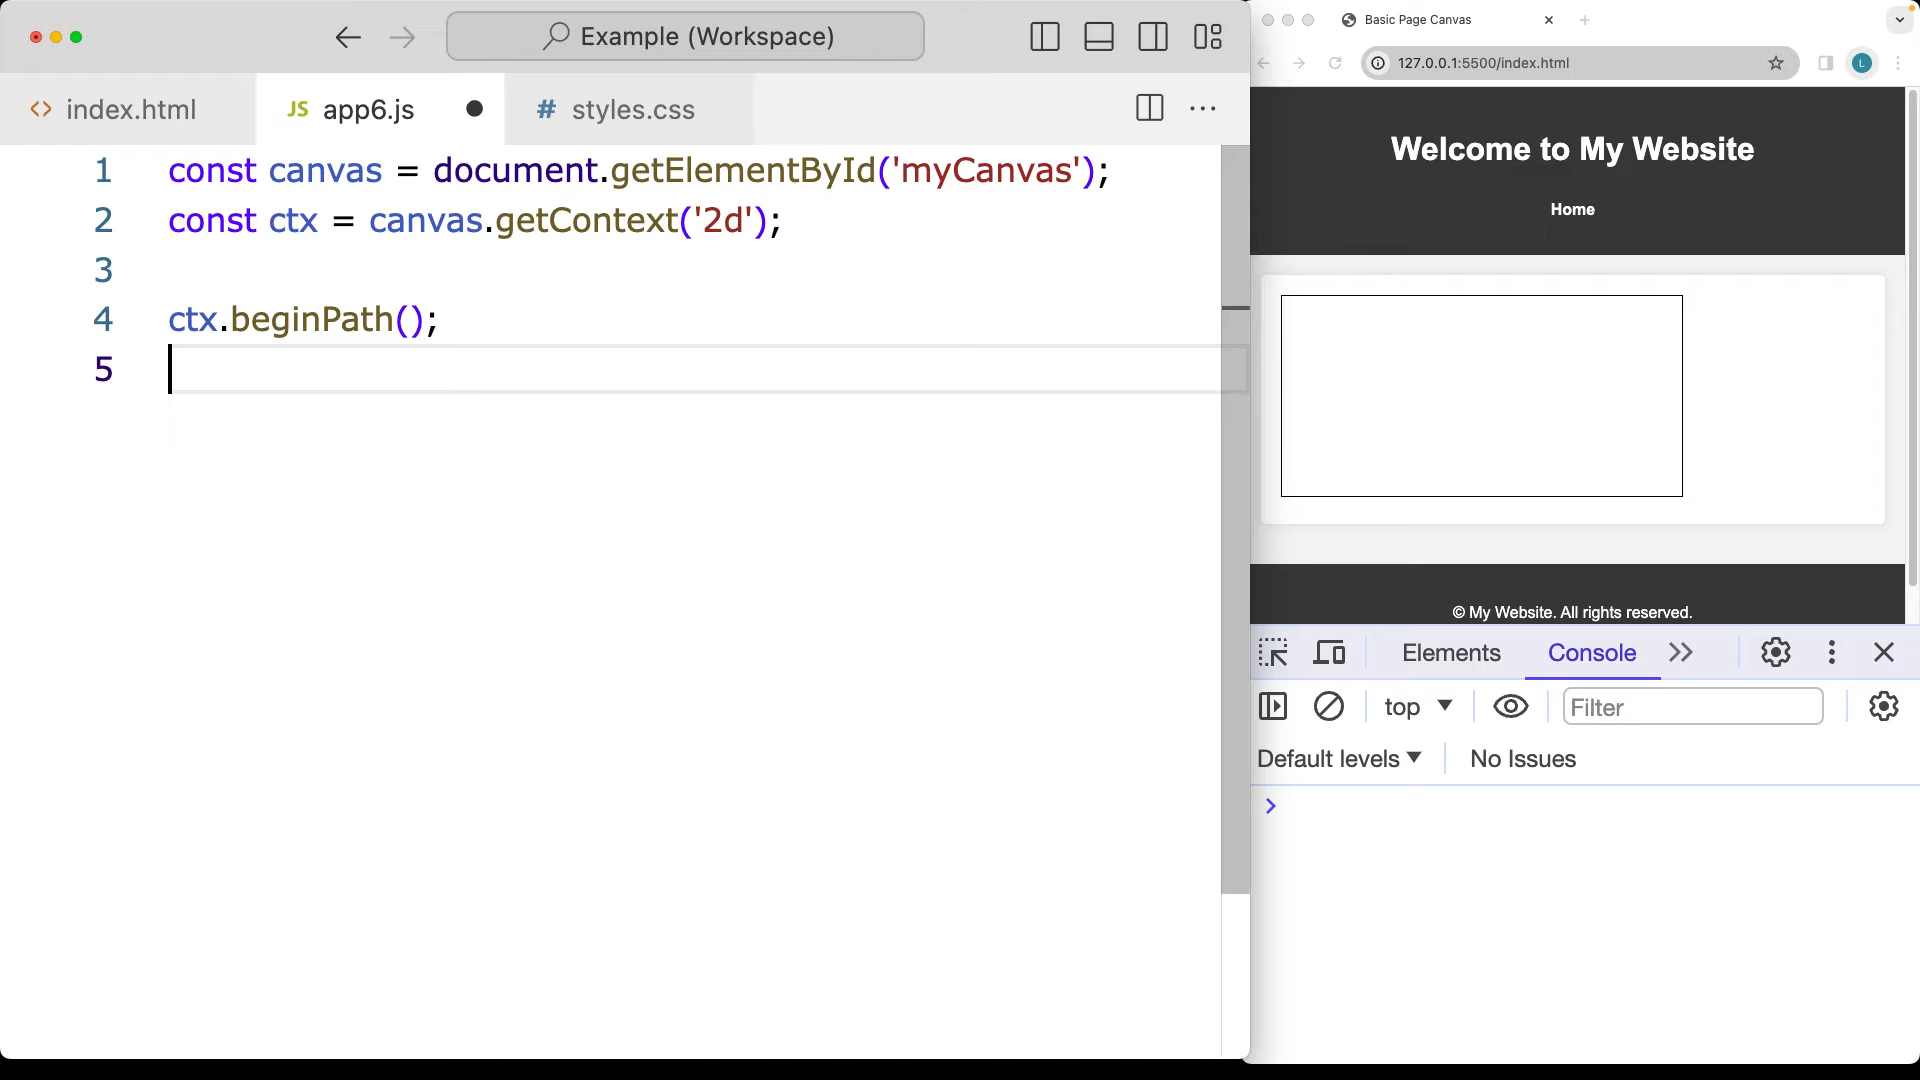 Example (Workspace)
index.html
JS app6.js
# styles.css
1 const canvas = document.getElementById('myCanvas');
2 const ctx = canvas.getContext('2d');
3
4 ctx.beginPath();
5
Basic Page Canvas
127.0.0.1:5500/index.html
L
Welcome to My Website
Home
© My Website. All rights reserved.
Elements
Console
top
Filter
Default levels
No Issues